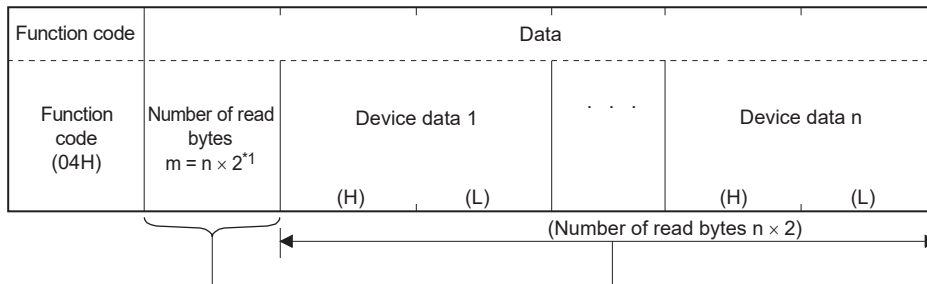 Function code Data
Function code (04H)
Number of read bytes m = n × 2*1
Device data 1
. . .
Device data n
(H) (L) (H) (L)
(Number of read bytes n × 2)